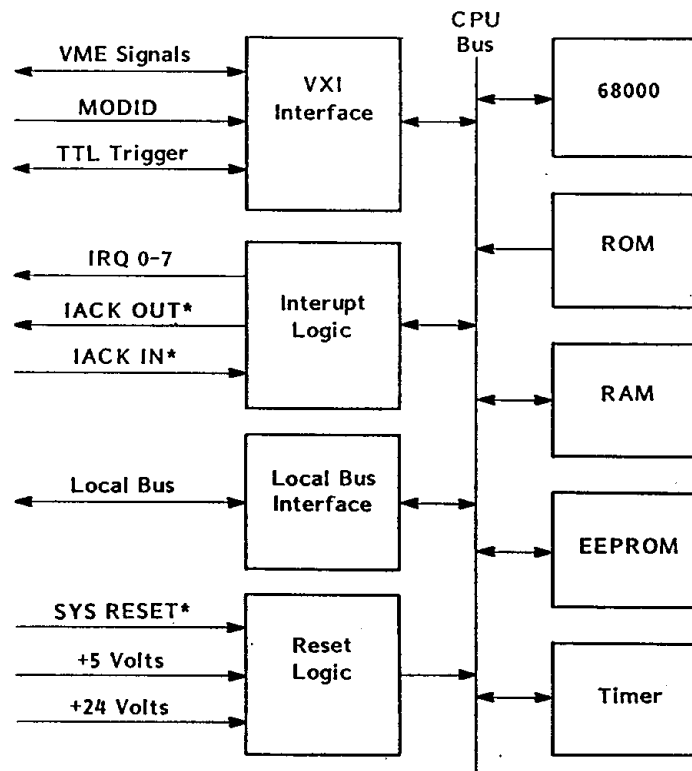 CPU
Bus
VME Signals
MODID
TTL Trigger
VXI
Interface
68000
ROM
IRQ 0-7
IACK OUT*
IACK IN*
Interupt
Logic
RAM
Local Bus
Local Bus
Interface
EEPROM
SYS RESET*
+5 Volts
+24 Volts
Reset
Logic
Timer